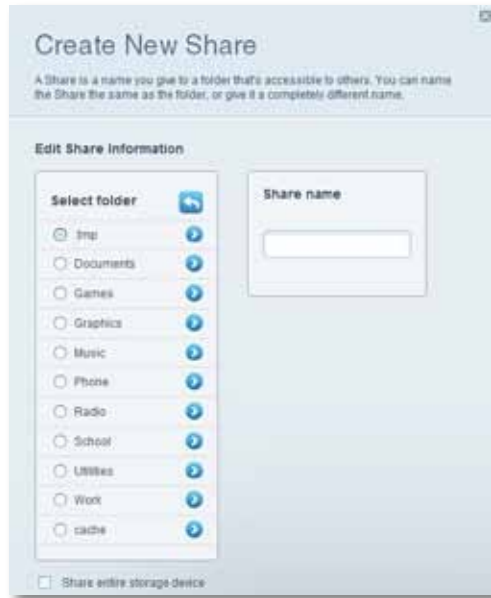 Create New Share
A Share is a name you give to a folder that's accessible to others. You can name
the Share the same as the folder, or give it a completely different name.
Edit Share Information
Select folder
tmp
Documents
Games
Graphics
Music
Phone
Radio
School
Utilities
Work
cache
Share name
Share entire storage device